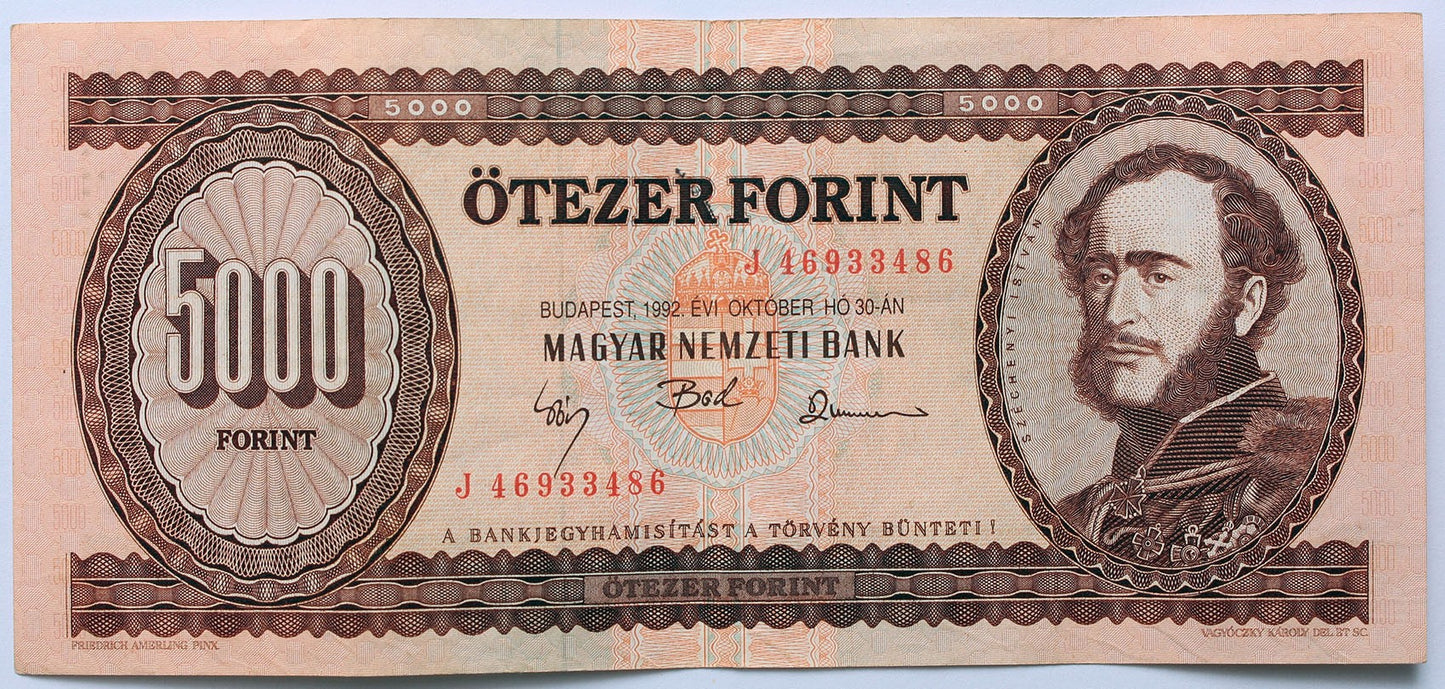 5000
5000
ÖTEZER FORINT
J 46933486
BUDAPEST, 1992. ÉVI OKTÓBER HÓ 30-ÁN
MAGYAR NEMZETI BANK
5000
FORINT
SZÉCHENYI ISTVÁN
J 46933486
A BANKJEGYHAMISÍTÁST A TÖRVÉNY BÜNTETI!
ÖTEZER FORINT
FRIEDRICH AMERLING PINX.
VAGYÓCZKY KÁROLY DEL. ET SC.